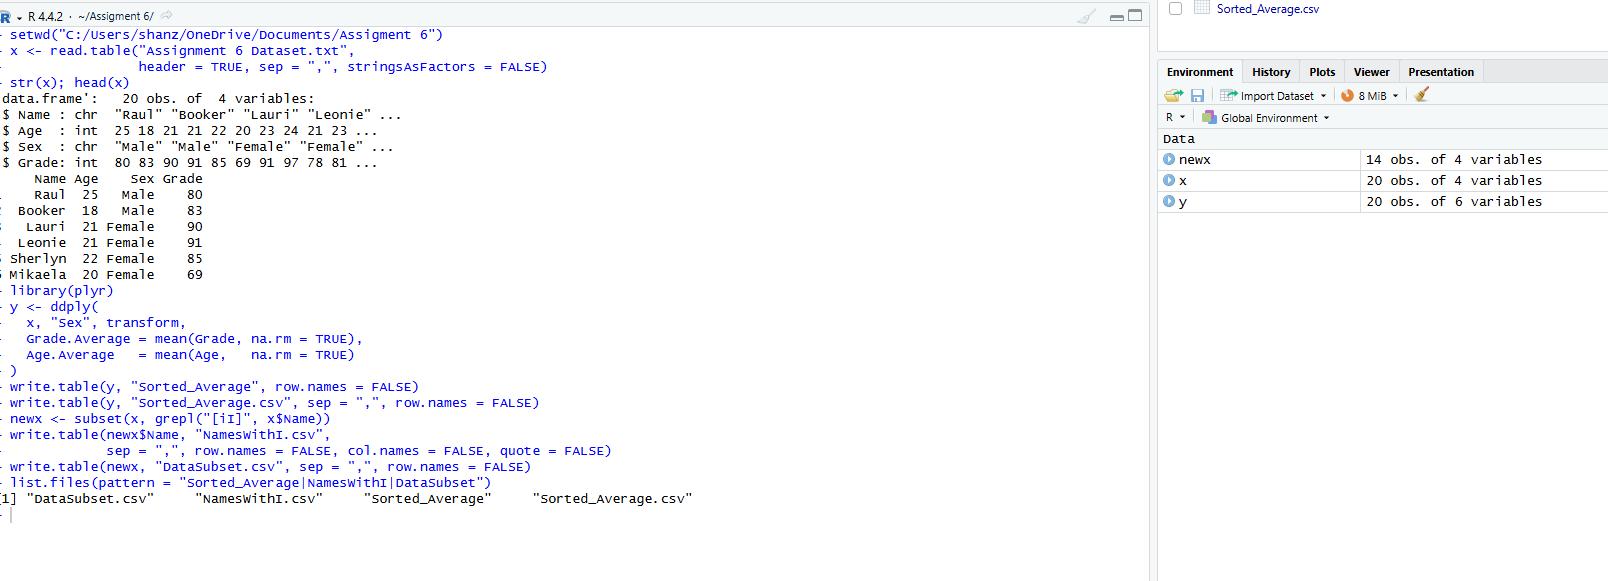 R 4.4.2 · ~/Assigment 6/
setwd("C:/Users/shanz/OneDrive/Documents/Assigment 6")
x <- read.table("Assignment 6 Dataset.txt",
header = TRUE, sep = ",", stringsAsFactors = FALSE)
str(x); head(x)
data.frame':   20 obs. of  4 variables:
$ Name : chr  "Raul" "Booker" "Lauri" "Leonie" ...
$ Age  : int  25 18 21 21 22 20 23 24 21 23 ...
$ Sex  : chr  "Male" "Male" "Female" "Female" ...
$ Grade: int  80 83 90 91 85 69 91 97 78 81 ...
Name Age    Sex Grade
Raul  25   Male    80
Booker  18   Male    83
Lauri  21 Female    90
Leonie  21 Female    91
Sherlyn  22 Female    85
Mikaela  20 Female    69
library(plyr)
y <- ddply(
x, "Sex", transform,
Grade.Average = mean(Grade, na.rm = TRUE),
Age.Average   = mean(Age,   na.rm = TRUE)
)
write.table(y, "Sorted_Average", row.names = FALSE)
write.table(y, "Sorted_Average.csv", sep = ",", row.names = FALSE)
newx <- subset(x, grepl("[iI]", x$Name))
write.table(newx$Name, "NamesWithI.csv",
sep = ",", row.names = FALSE, col.names = FALSE, quote = FALSE)
write.table(newx, "DataSubset.csv", sep = ",", row.names = FALSE)
list.files(pattern = "Sorted_Average|NamesWithI|DataSubset")
1] "DataSubset.csv"     "NamesWithI.csv"     "Sorted_Average"     "Sorted_Average.csv"
Sorted_Average.csv
Environment History Plots Viewer Presentation
Import Dataset 8 MiB
R Global Environment
Data
newx 14 obs. of 4 variables
x 20 obs. of 4 variables
y 20 obs. of 6 variables